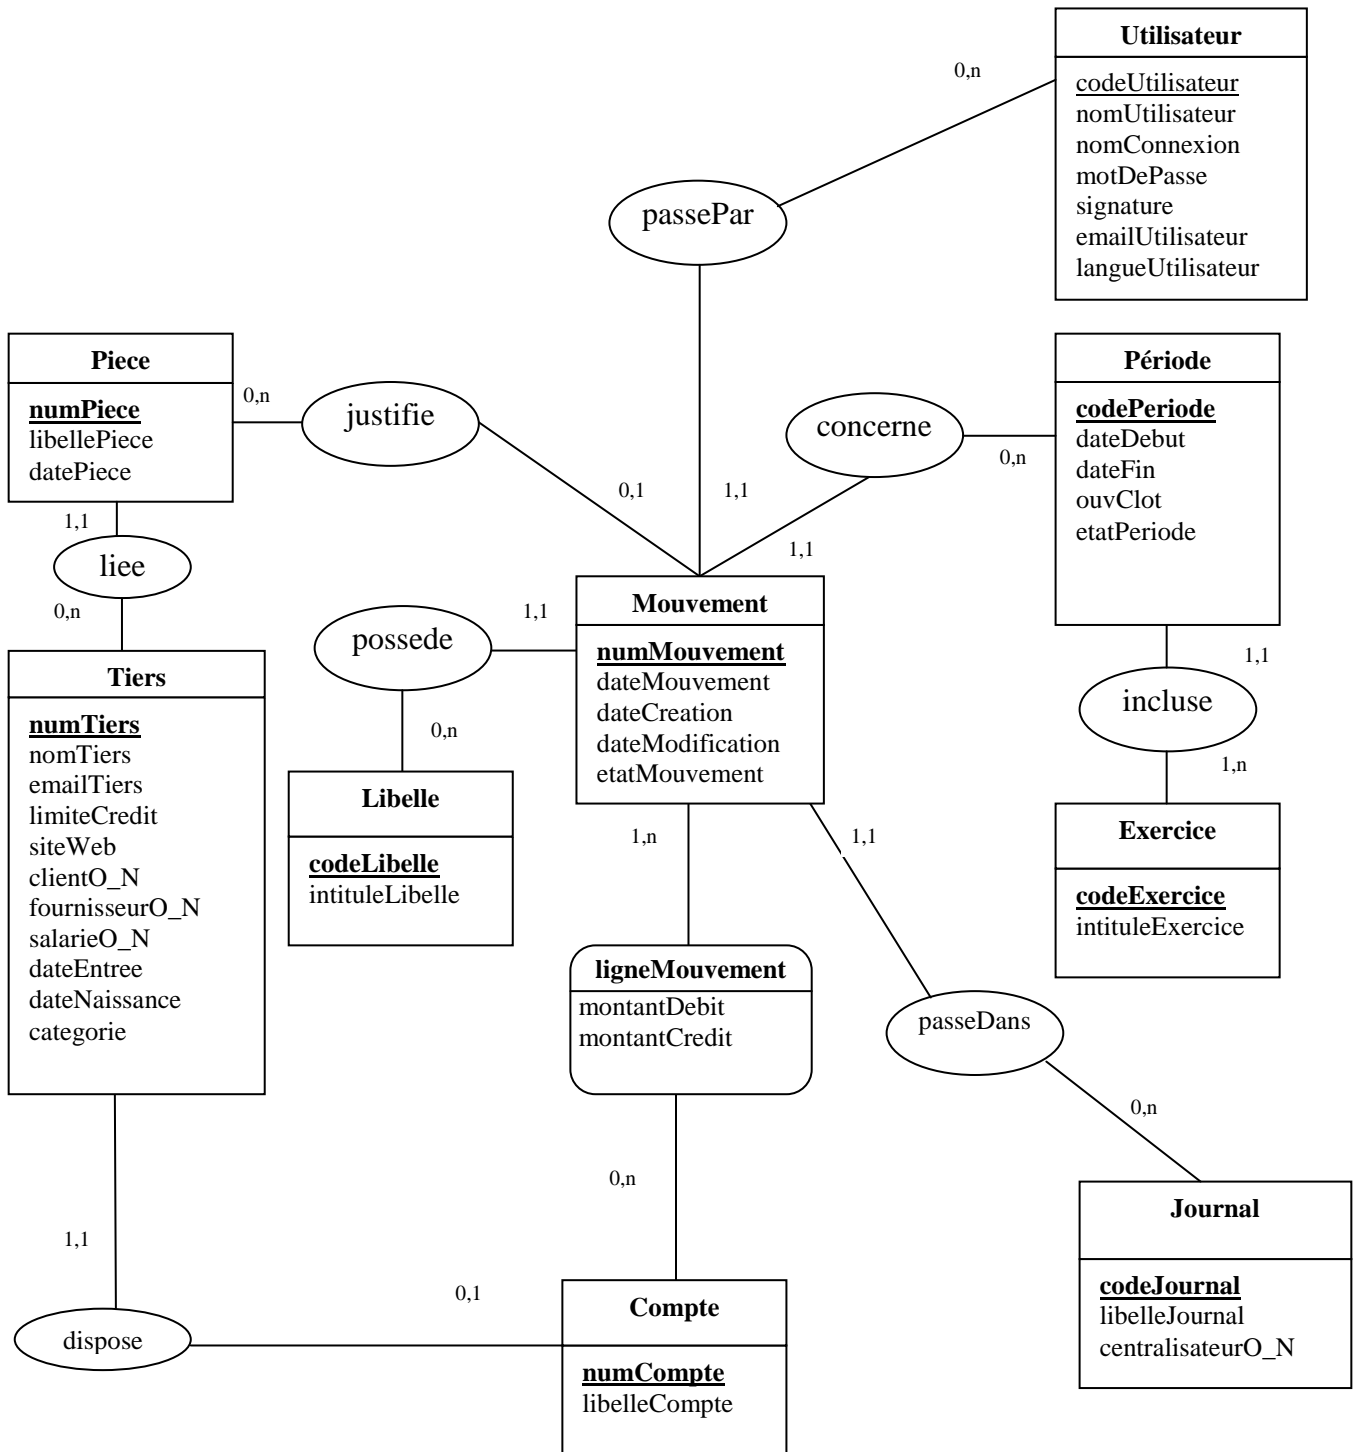 Utilisateur
codeUtilisateur
nomUtilisateur
nomConnexion
motDePasse
signature
emailUtilisateur
langueUtilisateur
0,n
passePar
1,1
Piece
numPiece
libellePiece
datePiece
0,n
justifie
0,1
concerne
0,n
1,1
Période
codePeriode
dateDebut
dateFin
ouvClot
etatPeriode
1,1
liee
0,n
possede
1,1
0,n
Mouvement
numMouvement
dateMouvement
dateCreation
dateModification
etatMouvement
1,1
incluse
1,n
Tiers
numTiers
nomTiers
emailTiers
limiteCredit
siteWeb
clientO_N
fournisseurO_N
salarieO_N
dateEntree
dateNaissance
categorie
Libelle
codeLibelle
intituleLibelle
1,n
1,1
Exercice
codeExercice
intituleExercice
ligneMouvement
montantDebit
montantCredit
passeDans
0,n
0,n
1,1
dispose
0,1
Compte
numCompte
libelleCompte
Journal
codeJournal
libelleJournal
centralisateurO_N